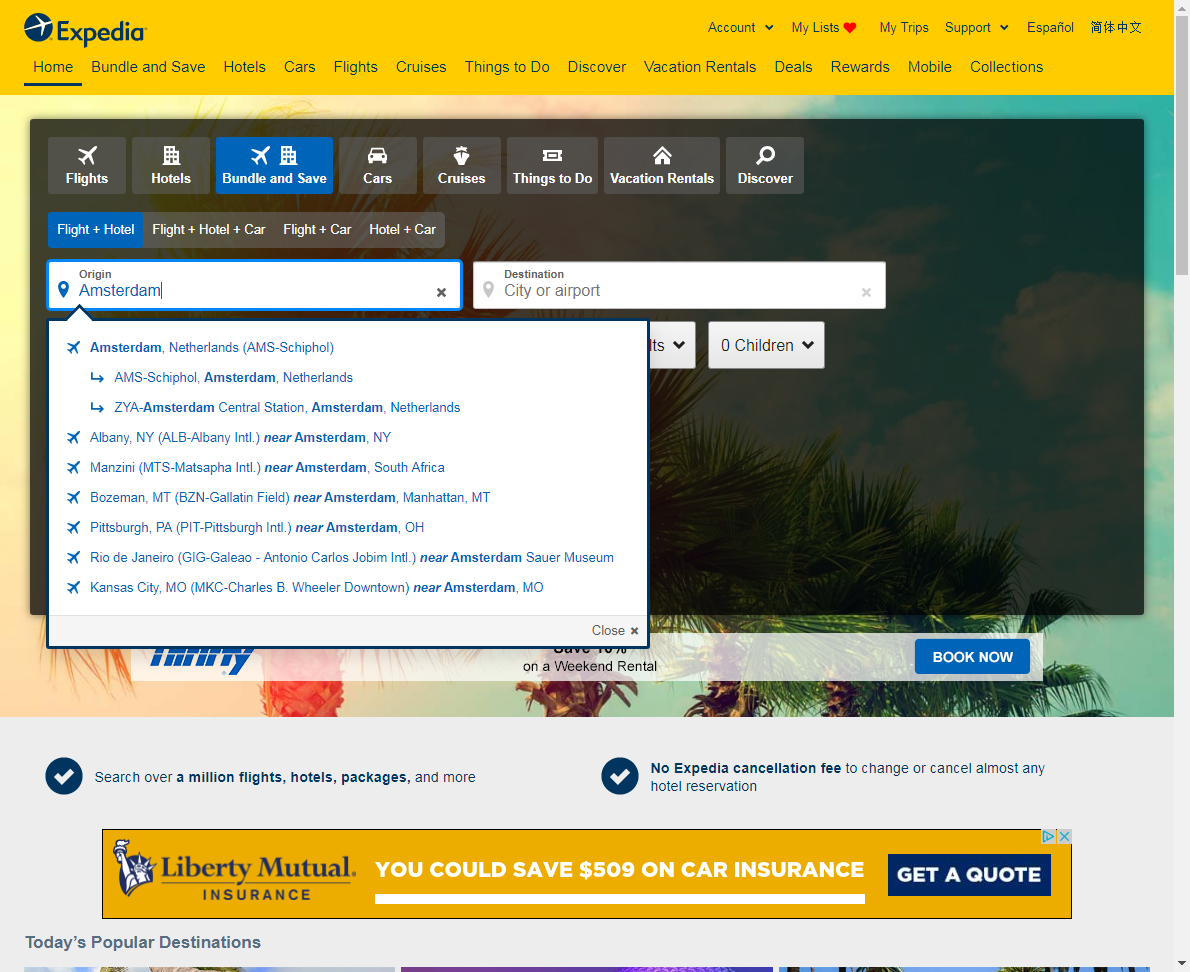 Expedia
Account
My Lists
My Trips
Support
Español
简体中文
Home
Bundle and Save
Hotels
Cars
Flights
Cruises
Things to Do
Discover
Vacation Rentals
Deals
Rewards
Mobile
Collections
Flights
Hotels
Bundle and Save
Cars
Cruises
Things to Do
Vacation Rentals
Discover
Flight + Hotel
Flight + Hotel + Car
Flight + Car
Hotel + Car
Origin
Amsterdam
Destination
City or airport
lts
0 Children
Amsterdam, Netherlands (AMS-Schiphol)
AMS-Schiphol, Amsterdam, Netherlands
ZYA-Amsterdam Central Station, Amsterdam, Netherlands
Albany, NY (ALB-Albany Intl.) near Amsterdam, NY
Manzini (MTS-Matsapha Intl.) near Amsterdam, South Africa
Bozeman, MT (BZN-Gallatin Field) near Amsterdam, Manhattan, MT
Pittsburgh, PA (PIT-Pittsburgh Intl.) near Amsterdam, OH
Rio de Janeiro (GIG-Galeao - Antonio Carlos Jobim Intl.) near Amsterdam Sauer Museum
Kansas City, MO (MKC-Charles B. Wheeler Downtown) near Amsterdam, MO
Close
Save 10%
on a Weekend Rental
BOOK NOW
Search over a million flights, hotels, packages, and more
No Expedia cancellation fee to change or cancel almost any
hotel reservation
Liberty Mutual.
INSURANCE
YOU COULD SAVE $509 ON CAR INSURANCE
GET A QUOTE
Today's Popular Destinations